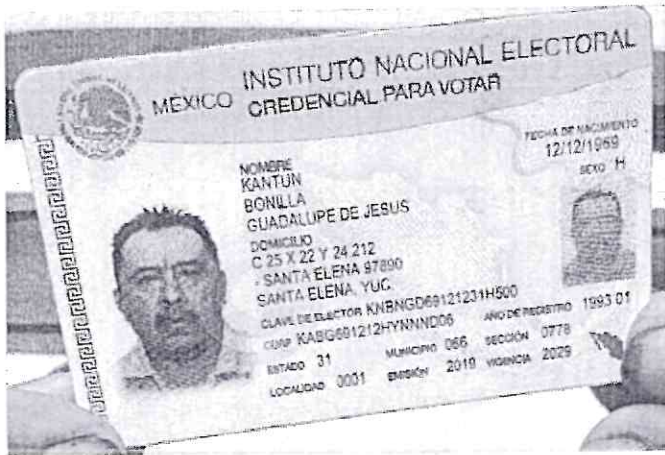 MÉXICO INSTITUTO NACIONAL ELECTORAL
CREDENCIAL PARA VOTAR
FECHA DE NACIMIENTO
12/12/1969
SEXO H
NOMBRE
KANTUN
BONILLA
GUADALUPE DE JESUS
DOMICILIO
C 25 X 22 Y 24 212
- SANTA ELENA 97890
SANTA ELENA, YUC.
CLAVE DE ELECTOR KNBNGD69121231H500
CURP KABG691212HYNNND06 AÑO DE REGISTRO 1993 01
ESTADO 31 MUNICIPIO 066 SECCIÓN 0778
LOCALIDAD 0001 EMISIÓN 2019 VIGENCIA 2029